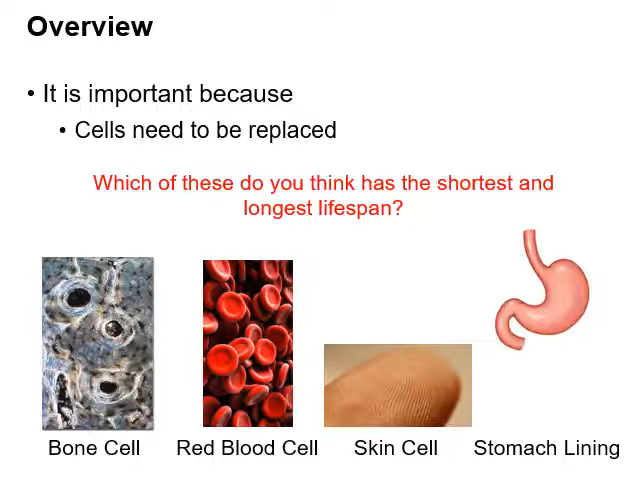 Overview
• It is important because
• Cells need to be replaced
Which of these do you think has the shortest and
longest lifespan?
Bone Cell
Red Blood Cell
Skin Cell
Stomach Lining